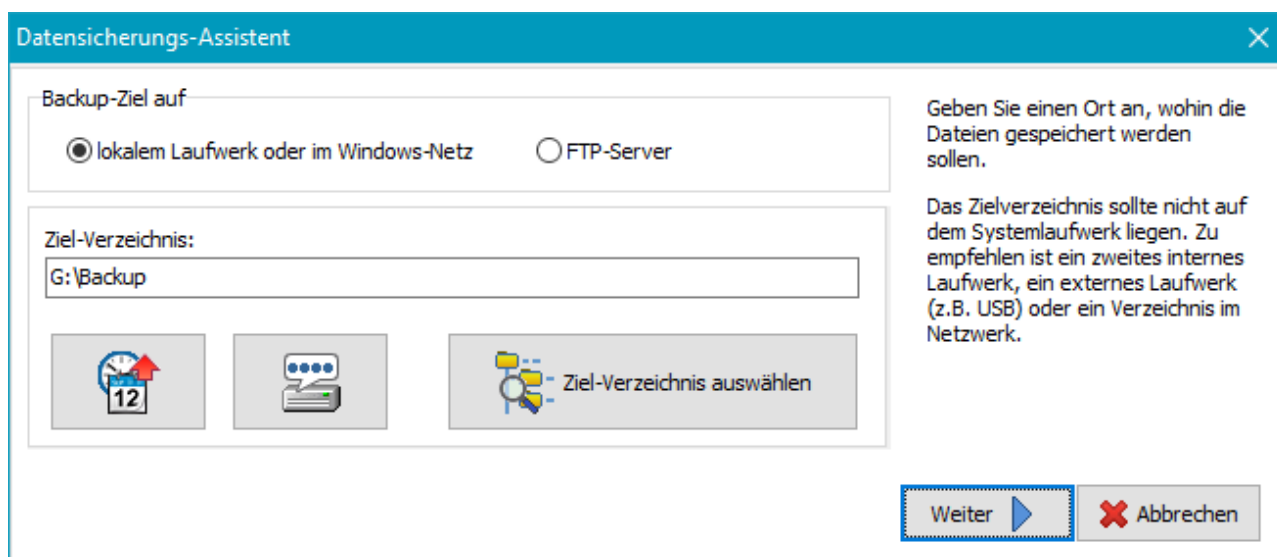 Datensicherungs-Assistent
Backup-Ziel auf
lokalem Laufwerk oder im Windows-Netz
FTP-Server
Ziel-Verzeichnis:
G:\Backup
12
Ziel-Verzeichnis auswählen
Geben Sie einen Ort an, wohin die
Dateien gespeichert werden
sollen.
Das Zielverzeichnis sollte nicht auf
dem Systemlaufwerk liegen. Zu
empfehlen ist ein zweites internes
Laufwerk, ein externes Laufwerk
(z.B. USB) oder ein Verzeichnis im
Netzwerk.
Weiter
Abbrechen